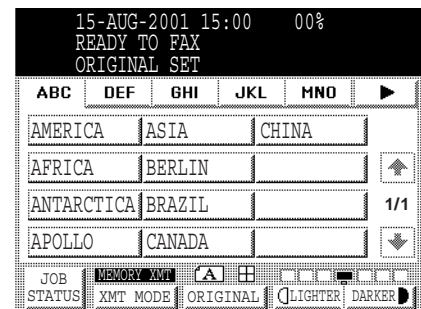 15-AUG-2001 15:00 00%
READY TO FAX
ORIGINAL SET
ABC DEF GHI JKL MNO
AMERICA ASIA CHINA
AFRICA BERLIN
ANTARCTICA BRAZIL 1/1
APOLLO CANADA
JOB STATUS
MEMORY XMT A
XMT MODE ORIGINAL LIGHTER DARKER